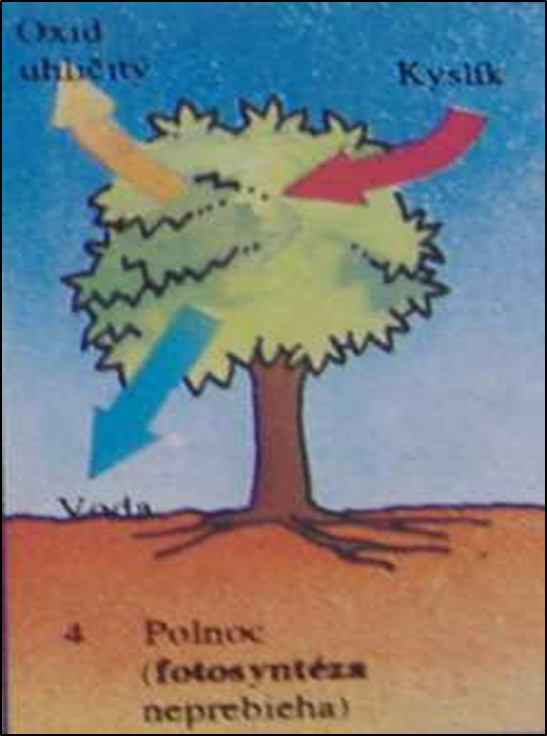 Oxid
uhličitý
Kyslík
Voda
4 Polnoc
(fotosyntéza
neprebieha)